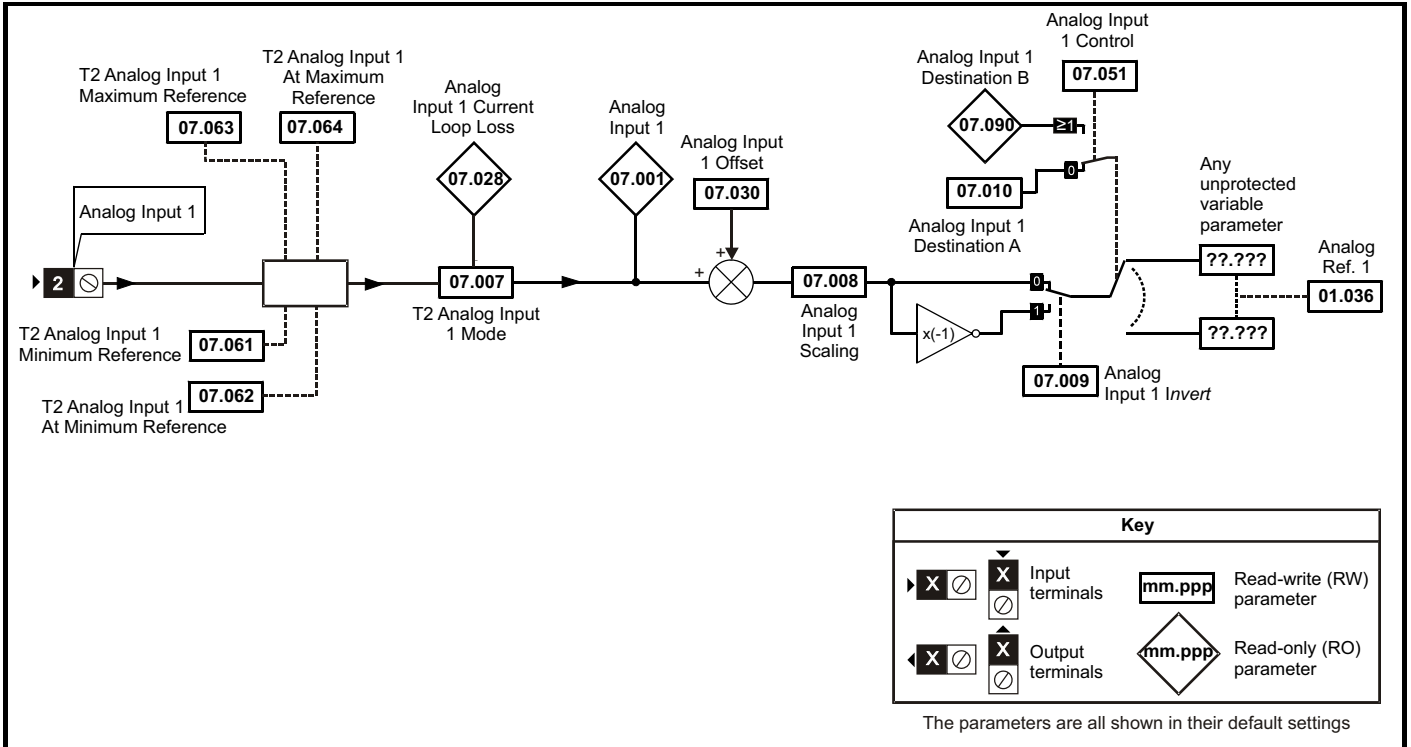 T2 Analog Input 1
Maximum Reference
07.063
T2 Analog Input 1
At Maximum
Reference
07.064
Analog
Input 1 Current
Loop Loss
07.028
Analog
Input 1
07.001
Analog Input
1 Offset
07.030
Analog Input 1
Destination B
07.090
≥1
Analog Input
1 Control
07.051
0
07.010
Analog Input 1
Destination A
Any
unprotected
variable
parameter
??.???
Analog
Ref. 1
01.036
??.???
Analog Input 1
2
07.007
T2 Analog Input
1 Mode
+
+
07.008
Analog
Input 1
Scaling
0
1
x(-1)
07.009
Analog
Input 1 Invert
T2 Analog Input 1
Minimum Reference
07.061
T2 Analog Input 1
At Minimum Reference
07.062
Key
X
X
Input
terminals
mm.ppp
Read-write (RW)
parameter
X
X
Output
terminals
mm.ppp
Read-only (RO)
parameter
The parameters are all shown in their default settings